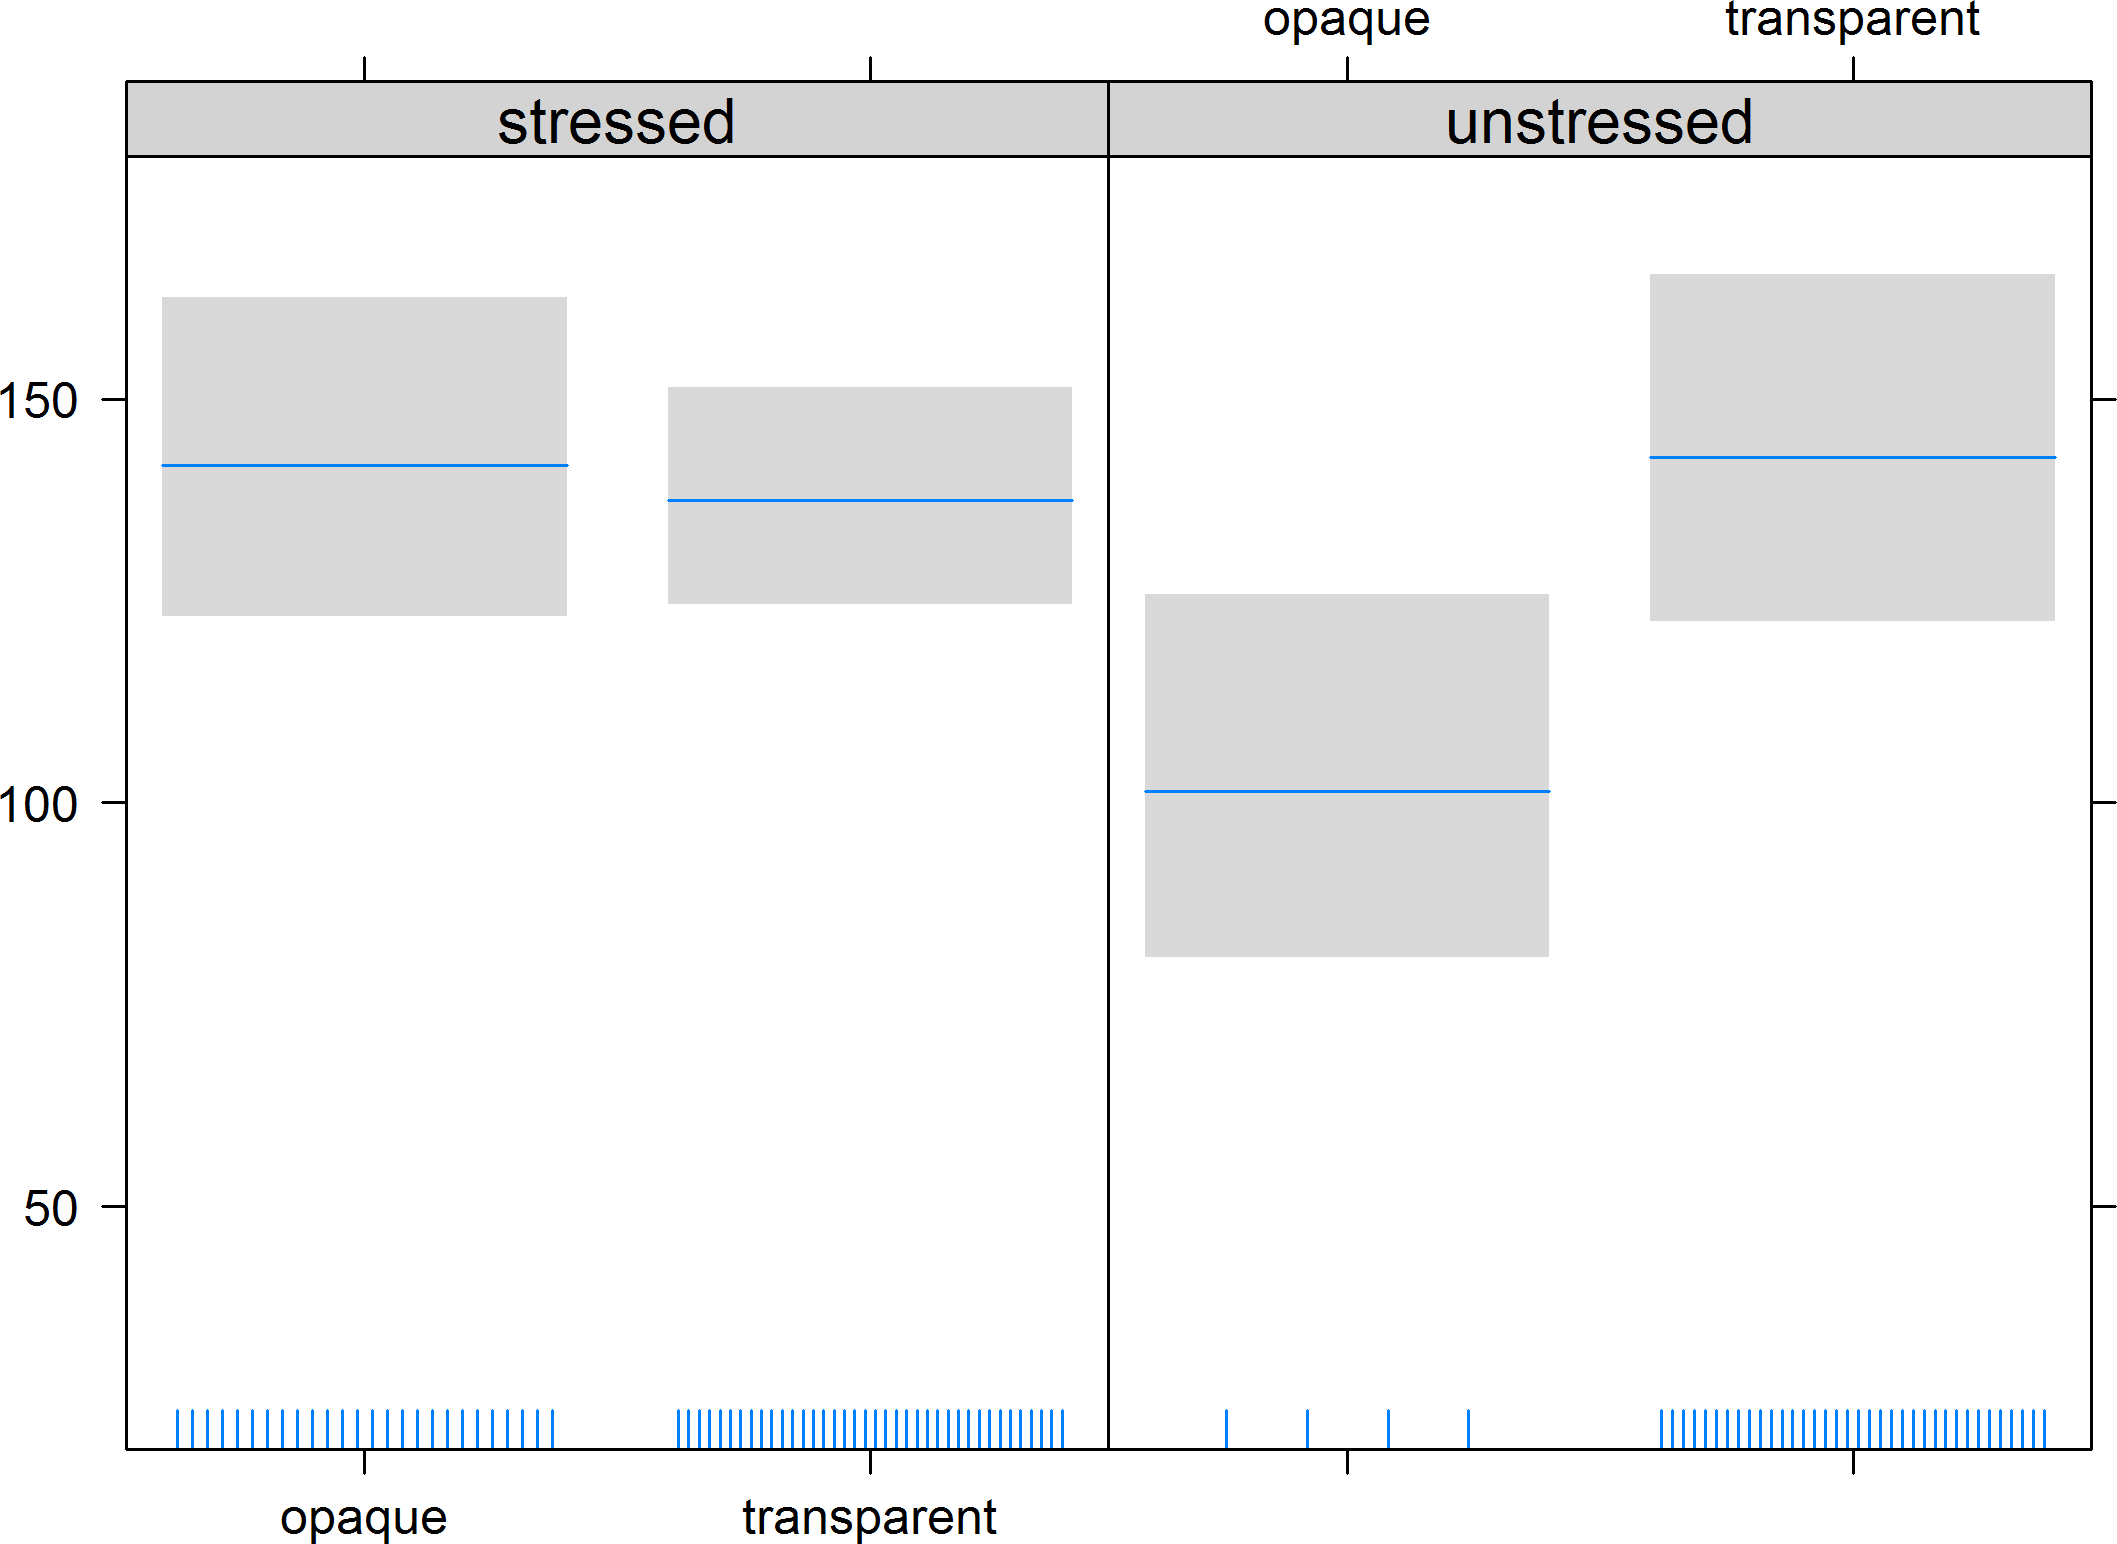 opaque transparent
stressed unstressed
150
100
50
opaque transparent